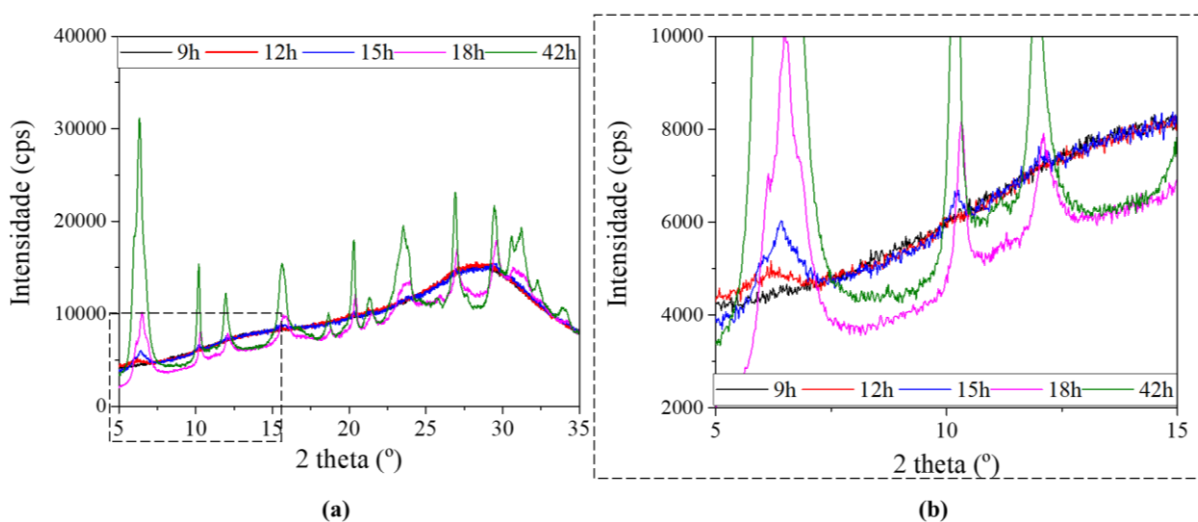 40000
30000
20000
10000
0
Intensidade (cps)
9h 12h 15h 18h 42h
5 10 15 20 25 30 35
2 theta (º)
(a)
10000
8000
6000
4000
2000
Intensidade (cps)
9h 12h 15h 18h 42h
5 10 15
2 theta (º)
(b)